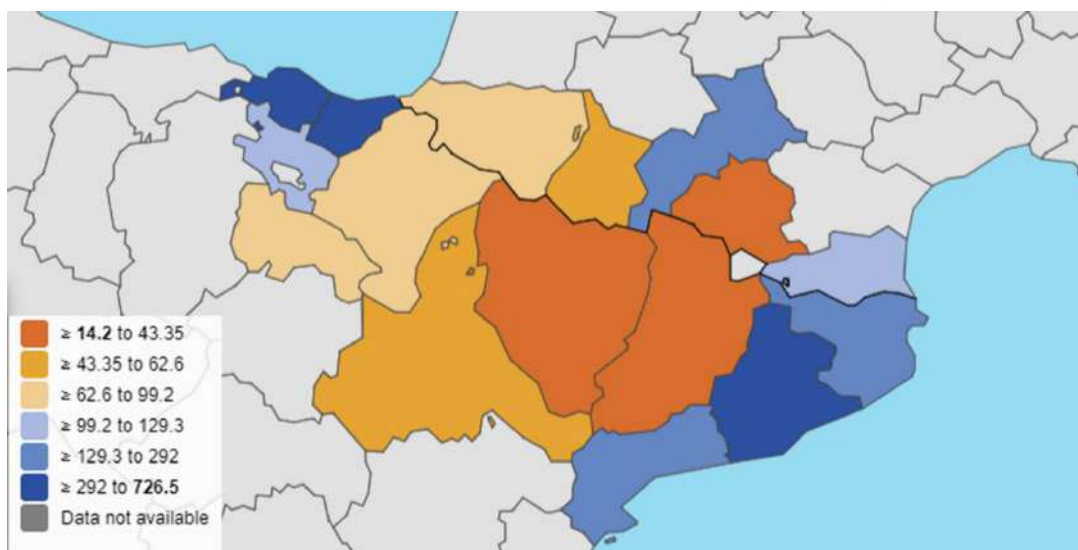 ≥ 14.2 to 43.35
≥ 43.35 to 62.6
≥ 62.6 to 99.2
≥ 99.2 to 129.3
≥ 129.3 to 292
≥ 292 to 726.5
Data not available